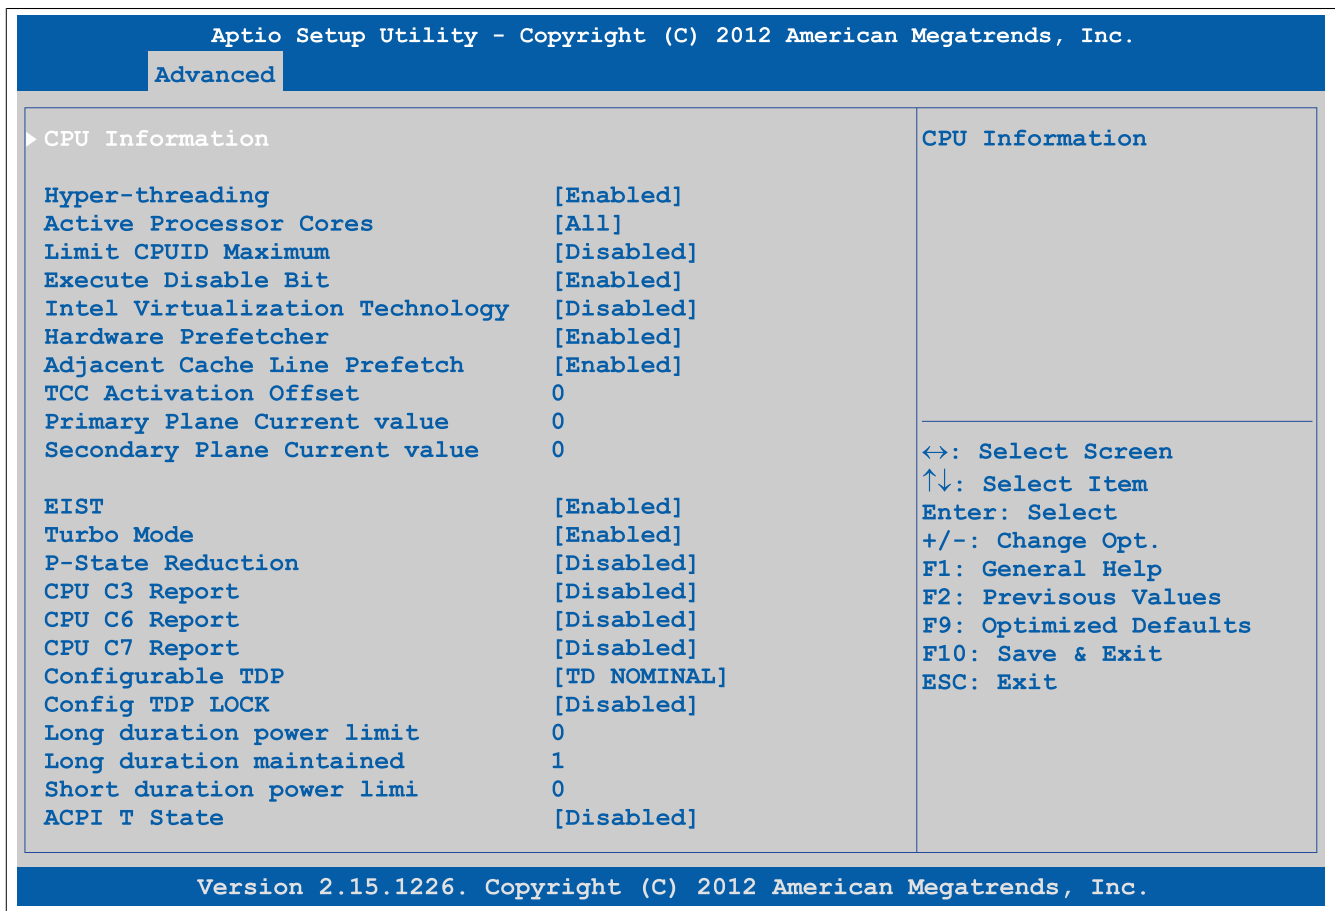 Aptio Setup Utility - Copyright (C) 2012 American Megatrends, Inc.
Advanced
CPU Information
Hyper-threading [Enabled]
Active Processor Cores [All]
Limit CPUID Maximum [Disabled]
Execute Disable Bit [Enabled]
Intel Virtualization Technology [Disabled]
Hardware Prefetcher [Enabled]
Adjacent Cache Line Prefetch [Enabled]
TCC Activation Offset 0
Primary Plane Current value 0
Secondary Plane Current value 0
EIST [Enabled]
Turbo Mode [Enabled]
P-State Reduction [Disabled]
CPU C3 Report [Disabled]
CPU C6 Report [Disabled]
CPU C7 Report [Disabled]
Configurable TDP [TD NOMINAL]
Config TDP LOCK [Disabled]
Long duration power limit 0
Long duration maintained 1
Short duration power limi 0
ACPI T State [Disabled]
CPU Information
↔: Select Screen
↑↓: Select Item
Enter: Select
+/-: Change Opt.
F1: General Help
F2: Previsous Values
F9: Optimized Defaults
F10: Save & Exit
ESC: Exit
Version 2.15.1226. Copyright (C) 2012 American Megatrends, Inc.